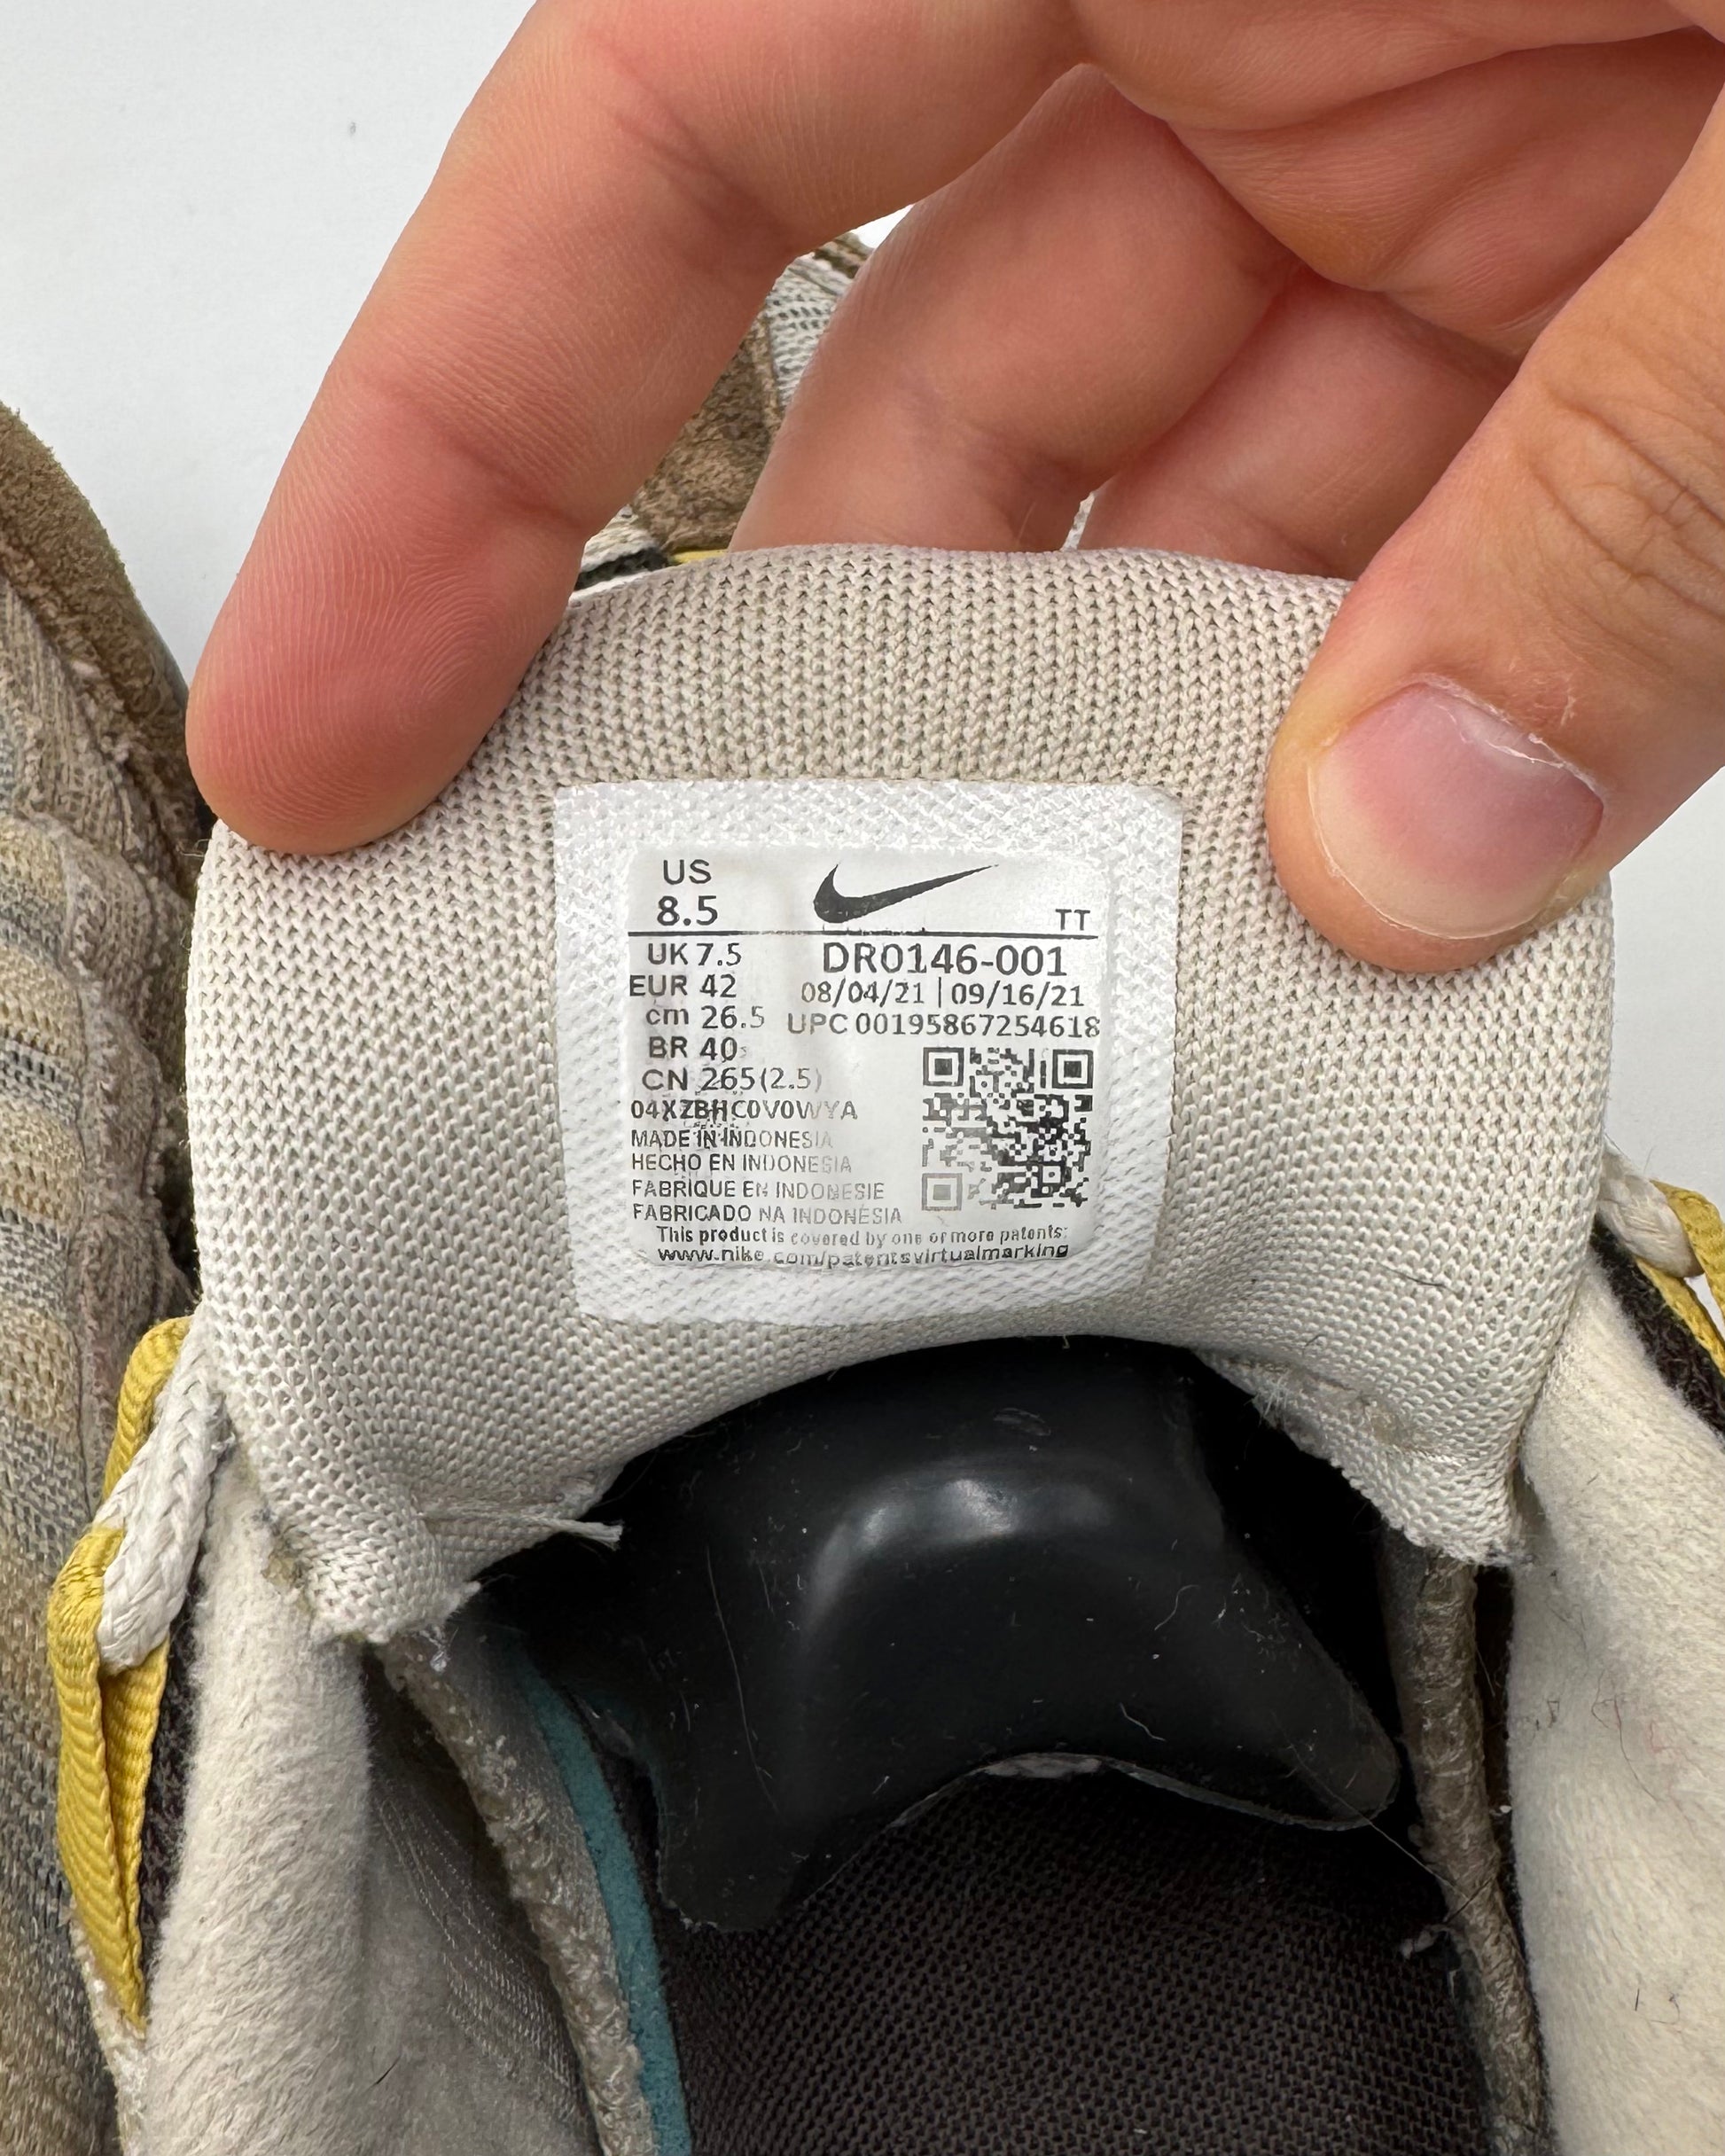 US
8.5
TT
UK 7.5
DR0146-001
EUR 42
08/04/21 | 09/16/21
cm 26.5
UPC 00195867254618
BR 40
CN 265(2.5)
04XZBHC0V0WYA
MADE IN INDONESIA
HECHO EN INDONESIA
FABRIQUE EN INDONESIE
FABRICADO NA INDONÉSIA
This product is covered by one or more patents:
www.nike.com/patentsvirtualmarking